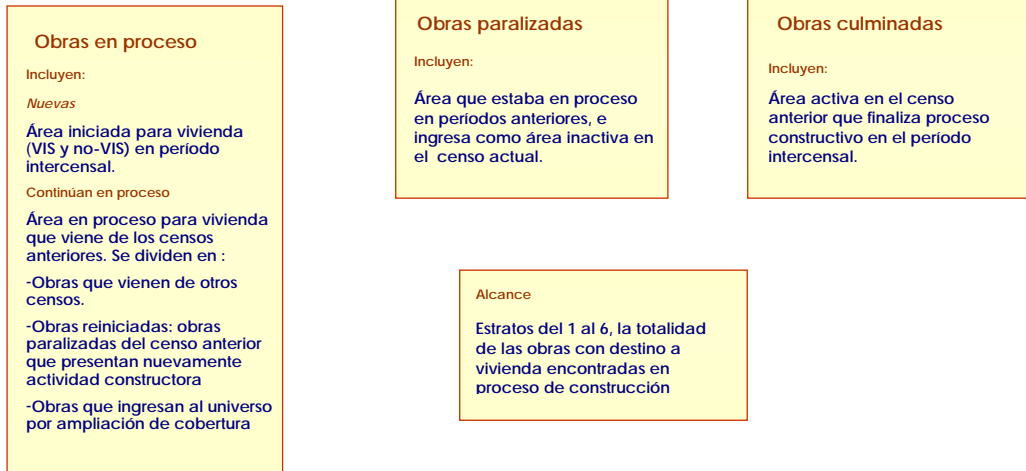 Obras en proceso
Incluyen:
Nuevas
Área iniciada para vivienda
(VIS y no-VIS) en período
intercensal.
Continúan en proceso
Área en proceso para vivienda
que viene de los censos
anteriores. Se dividen en :
-Obras que vienen de otros
censos.
-Obras reiniciadas: obras
paralizadas del censo anterior
que presentan nuevamente
actividad constructora
-Obras que ingresan al universo
por ampliación de cobertura
Obras paralizadas
Incluyen:
Área que estaba en proceso
en períodos anteriores, e
ingresa como área inactiva en
el censo actual.
Obras culminadas
Incluyen:
Área activa en el censo
anterior que finaliza proceso
constructivo en el período
intercensal.
Alcance
Estratos del 1 al 6, la totalidad
de las obras con destino a
vivienda encontradas en
proceso de construcción